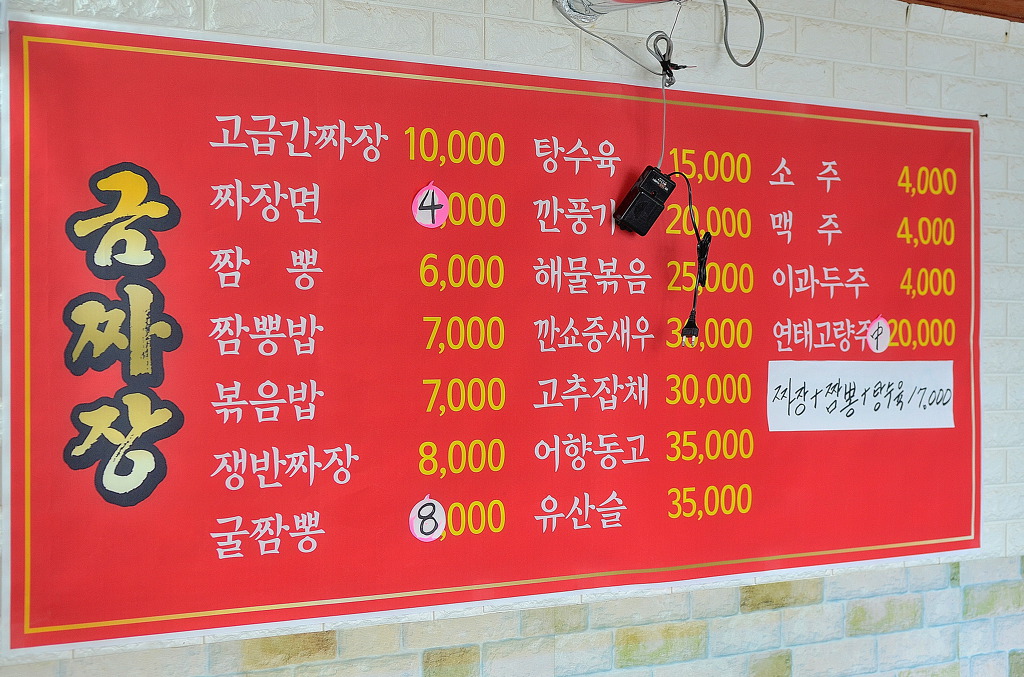 금짜장
고급간짜장 10,000
짜장면 4,000
짬 뽕 6,000
짬뽕밥 7,000
볶음밥 7,000
쟁반짜장 8,000
굴짬뽕 8,000
탕수육 15,000
깐풍기 20,000
해물볶음 25,000
깐쇼중새우 30,000
고추잡채 30,000
어향동고 35,000
유산슬 35,000
소 주 4,000
맥 주 4,000
이과두주 4,000
연태고량주 中 20,000
짜장+짬뽕+탕수육 17,000